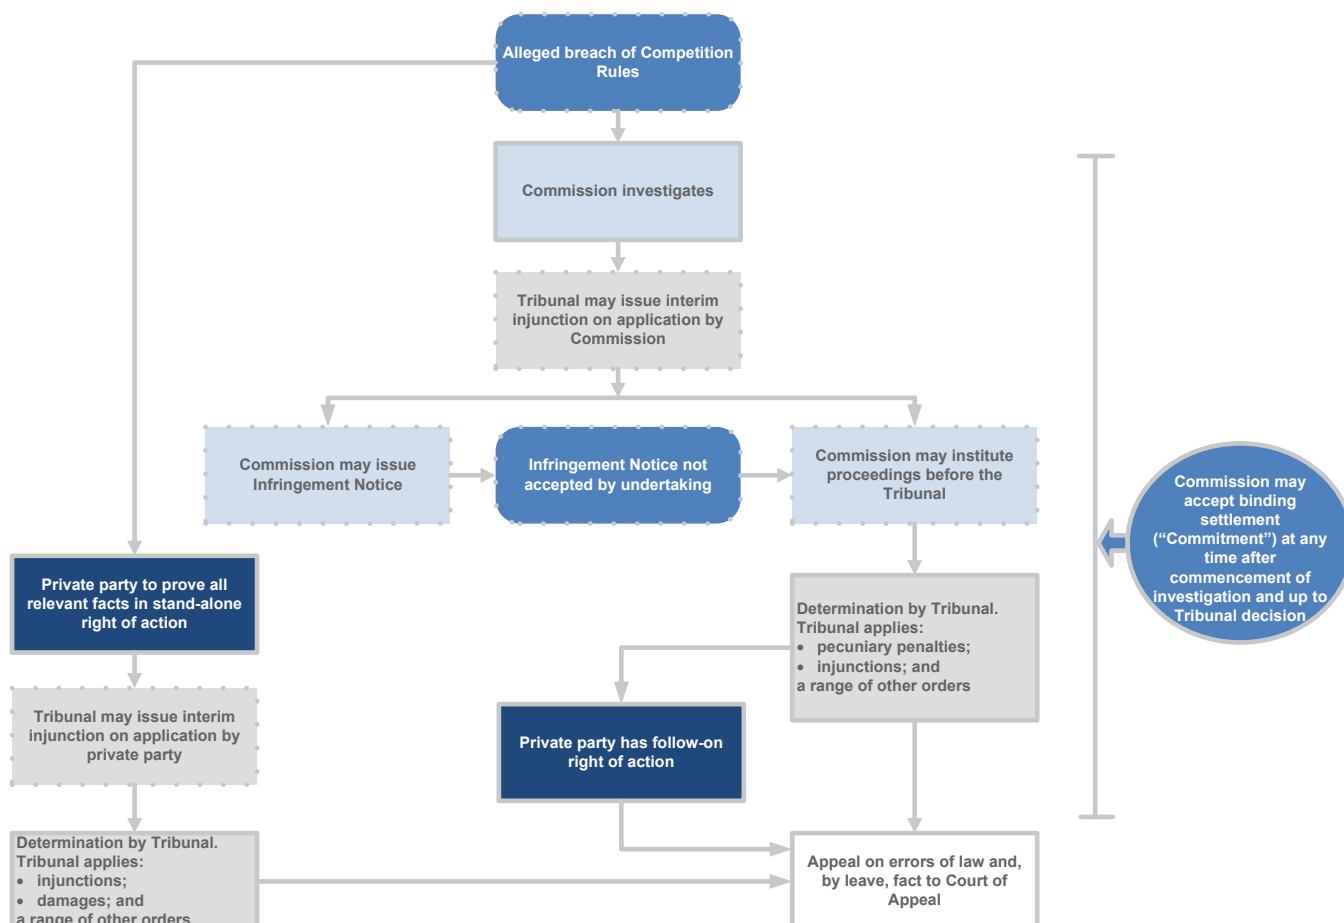 Alleged breach of Competition
Rules
Commission investigates
Tribunal may issue interim
injunction on application by
Commission
Commission may issue
Infringement Notice
Infringement Notice not
accepted by undertaking
Commission may institute
proceedings before the
Tribunal
Commission may
accept binding
settlement
(“Commitment”) at any
time after
commencement of
investigation and up to
Tribunal decision
Private party to prove all
relevant facts in stand-alone
right of action
Determination by Tribunal.
Tribunal applies:
• pecuniary penalties;
• injunctions; and
a range of other orders
Tribunal may issue interim
injunction on application by
private party
Private party has follow-on
right of action
Determination by Tribunal.
Tribunal applies:
• injunctions;
• damages; and
a range of other orders
Appeal on errors of law and,
by leave, fact to Court of
Appeal